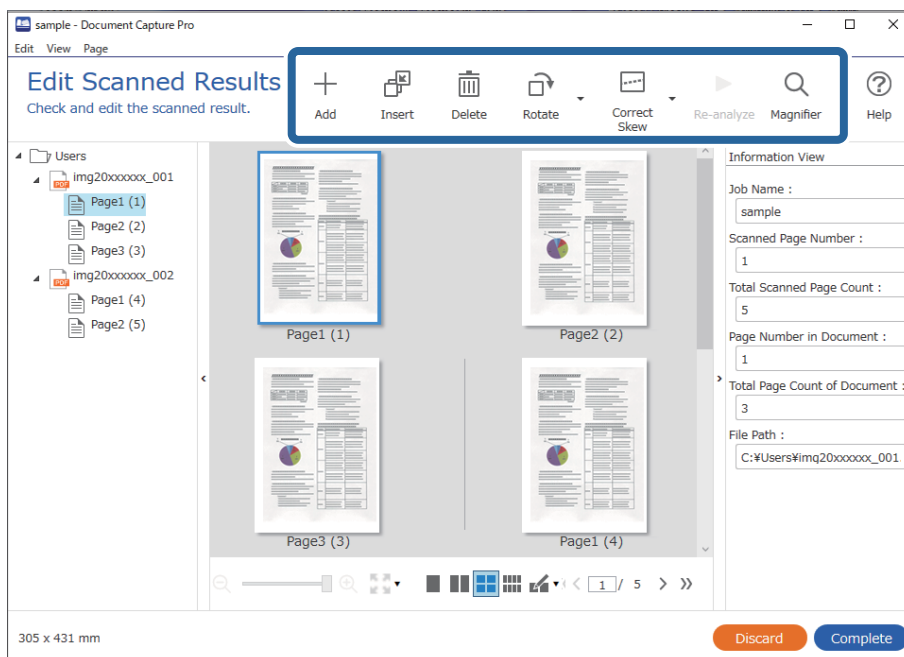 sample - Document Capture Pro
Edit View Page
Edit Scanned Results
Check and edit the scanned result.
Add
Insert
Delete
Rotate
Correct
Skew
Re-analyze
Magnifier
Help
Users
img20xxxxxx_001
Page1 (1)
Page2 (2)
Page3 (3)
img20xxxxxx_002
Page1 (4)
Page2 (5)
Page1 (1)
Page2 (2)
Page3 (3)
Page1 (4)
Information View
Job Name :
sample
Scanned Page Number :
1
Total Scanned Page Count :
5
Page Number in Document :
1
Total Page Count of Document :
3
File Path :
C:¥Users¥img20xxxxxx_001.
1 / 5
305 x 431 mm
Discard
Complete